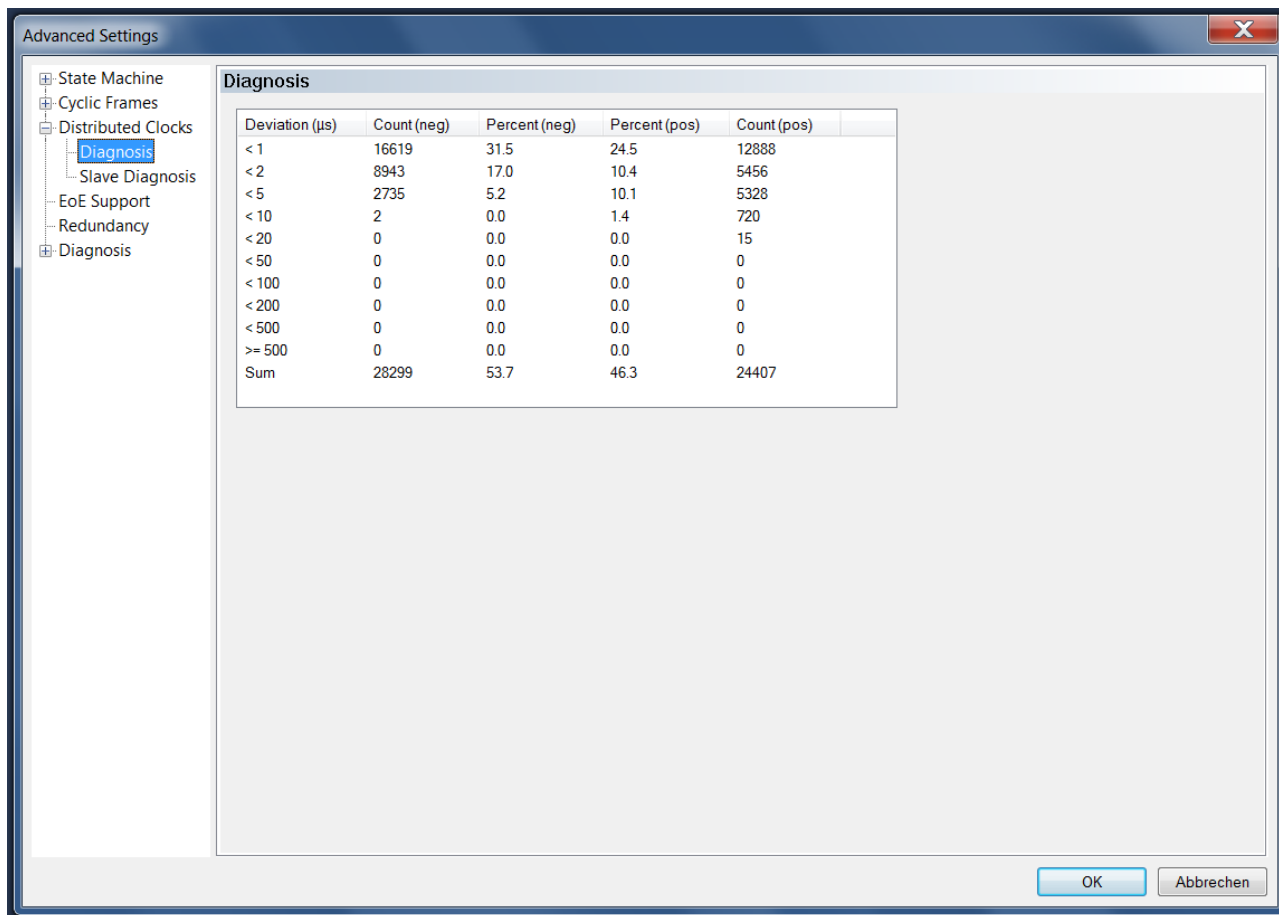 Advanced Settings
State Machine
Cyclic Frames
Distributed Clocks
Diagnosis
Slave Diagnosis
EoE Support
Redundancy
Diagnosis
Diagnosis
Deviation (µs) Count (neg) Percent (neg) Percent (pos) Count (pos)
< 1 16619 31.5 24.5 12888
< 2 8943 17.0 10.4 5456
< 5 2735 5.2 10.1 5328
< 10 2 0.0 1.4 720
< 20 0 0.0 0.0 15
< 50 0 0.0 0.0 0
< 100 0 0.0 0.0 0
< 200 0 0.0 0.0 0
< 500 0 0.0 0.0 0
>= 500 0 0.0 0.0 0
Sum 28299 53.7 46.3 24407
OK Abbrechen